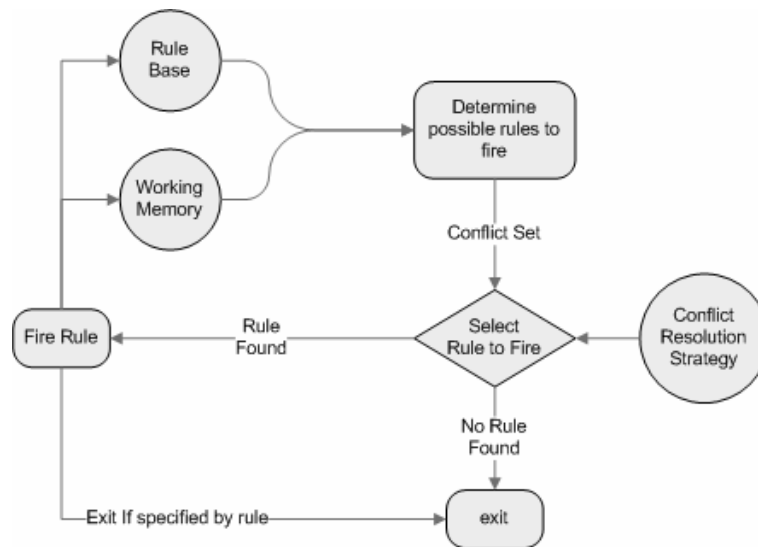 Rule
Base
Determine
possible rules to
fire
Working
Memory
Conflict Set
Fire Rule
Rule
Found
Select
Rule to Fire
Conflict
Resolution
Strategy
No Rule
Found
Exit If specified by rule
exit